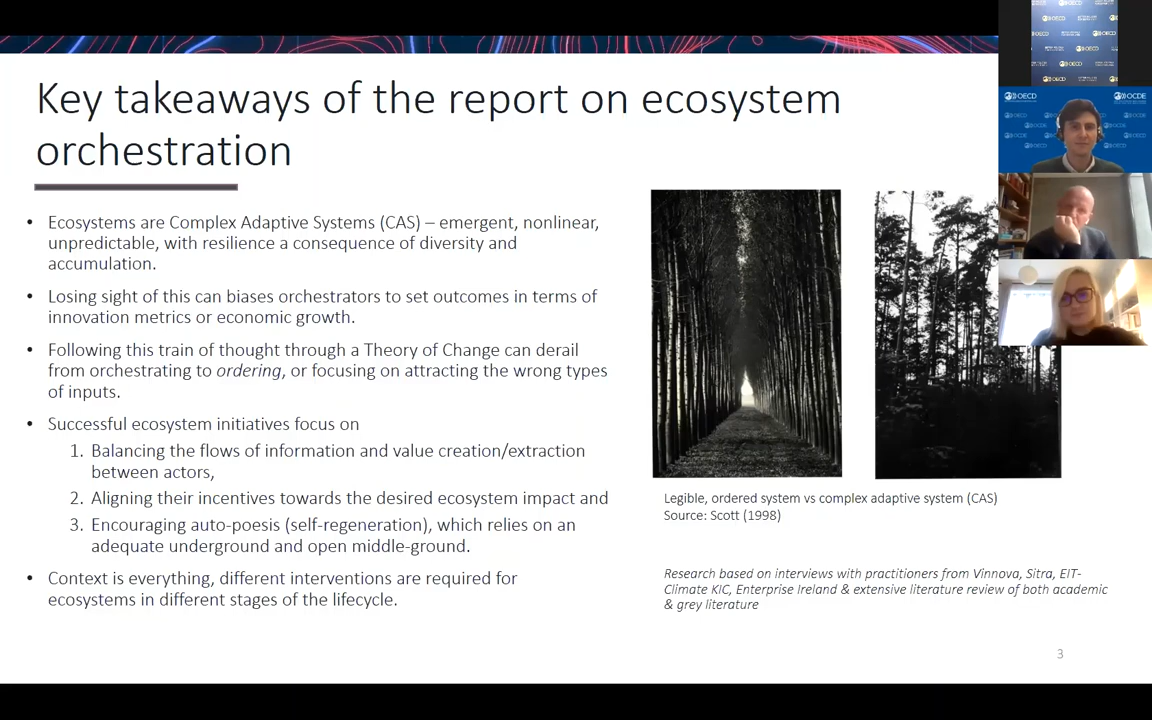 Key takeaways of the report on ecosystem
orchestration
• Ecosystems are Complex Adaptive Systems (CAS) – emergent, nonlinear,
unpredictable, with resilience a consequence of diversity and
accumulation.
• Losing sight of this can biases orchestrators to set outcomes in terms of
innovation metrics or economic growth.
• Following this train of thought through a Theory of Change can derail
from orchestrating to ordering, or focusing on attracting the wrong types
of inputs.
• Successful ecosystem initiatives focus on
1. Balancing the flows of information and value creation/extraction
between actors,
2. Aligning their incentives towards the desired ecosystem impact and
3. Encouraging auto-poesis (self-regeneration), which relies on an
adequate underground and open middle-ground.
• Context is everything, different interventions are required for
ecosystems in different stages of the lifecycle.
Legible, ordered system vs complex adaptive system (CAS)
Source: Scott (1998)
Research based on interviews with practitioners from Vinnova, Sitra, EIT-
Climate KIC, Enterprise Ireland & extensive literature review of both academic
& grey literature
3
OECD
OCDE